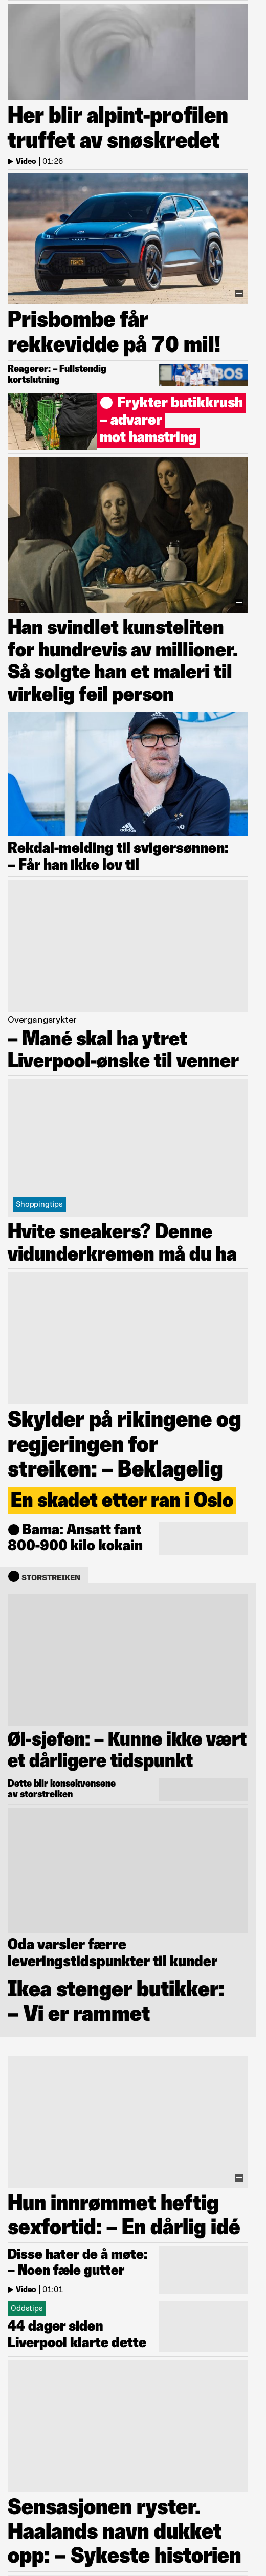 Her blir alpint-profilen
truffet av snøskredet
Video 01:26
FISKER
Prisbombe får
rekkevidde på 70 mil!
Reagerer: – Fullstendig
kortslutning
BOS
Frykter butikkrush
– advarer
mot hamstring
Han svindlet kunsteliten
for hundrevis av millioner.
Så solgte han et maleri til
virkelig feil person
adidas
Rekdal-melding til svigersønnen:
– Får han ikke lov til
Overgangsrykter
– Mané skal ha ytret
Liverpool-ønske til venner
Shoppingtips
Hvite sneakers? Denne
vidunderkremen må du ha
Skylder på rikingene og
regjeringen for
streiken: – Beklagelig
En skadet etter ran i Oslo
Bama: Ansatt fant
800-900 kilo kokain
STORSTREIKEN
Øl-sjefen: – Kunne ikke vært
et dårligere tidspunkt
Dette blir konsekvensene
av storstreiken
Oda varsler færre
leveringstidspunkter til kunder
Ikea stenger butikker:
– Vi er rammet
Hun innrømmet heftig
sexfortid: – En dårlig idé
Disse hater de å møte:
– Noen fæle gutter
Video 01:01
Oddstips
44 dager siden
Liverpool klarte dette
Sensasjonen ryster.
Haalands navn dukket
opp: – Sykeste historien